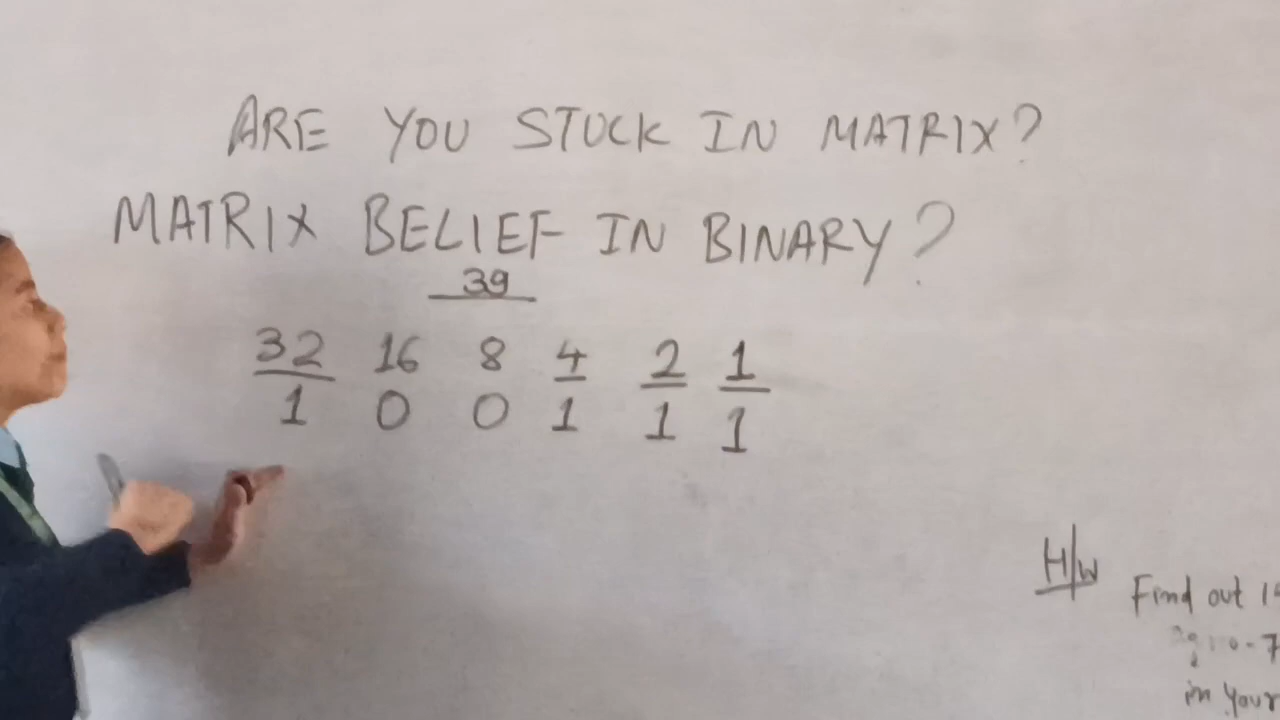 ARE YOU STUCK IN MATRIX?
MATRIX BELIEF IN BINARY?
39
32 16 8 4 2 1
1 0 0 1 1 1
H/W
Find out
in your